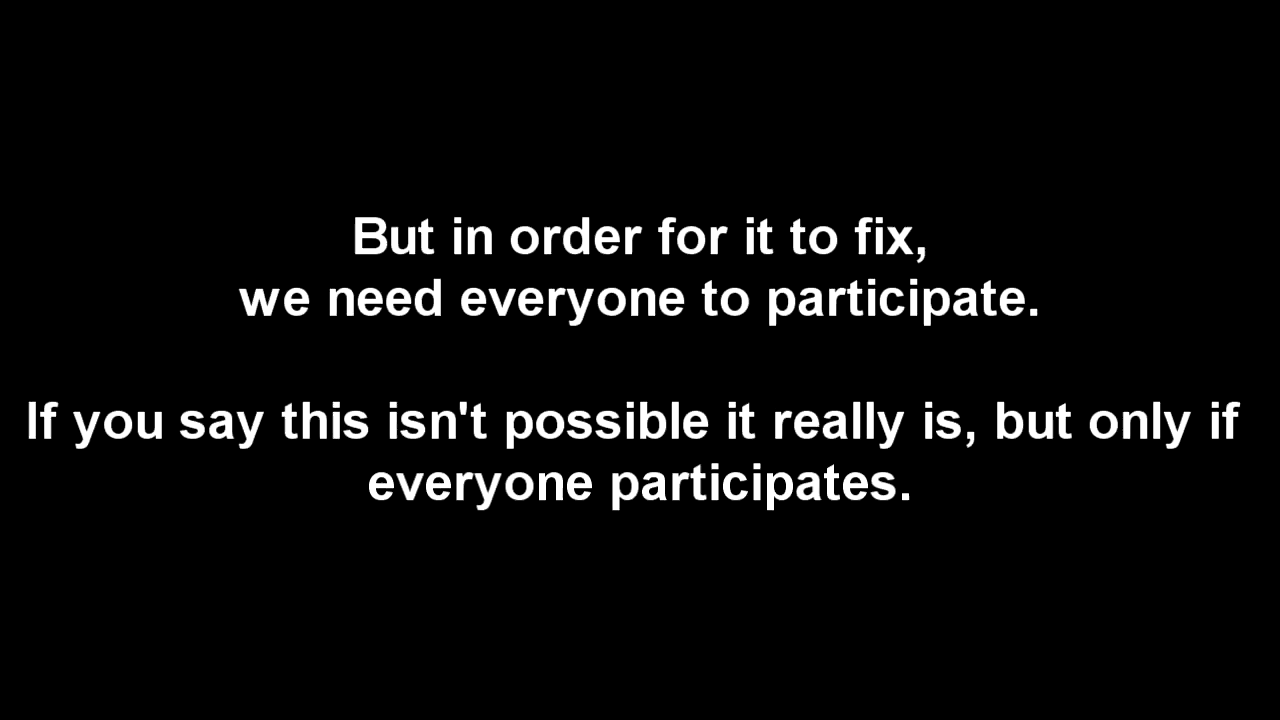 But in order for it to fix,
we need everyone to participate.
If you say this isn't possible it really is, but only if
everyone participates.